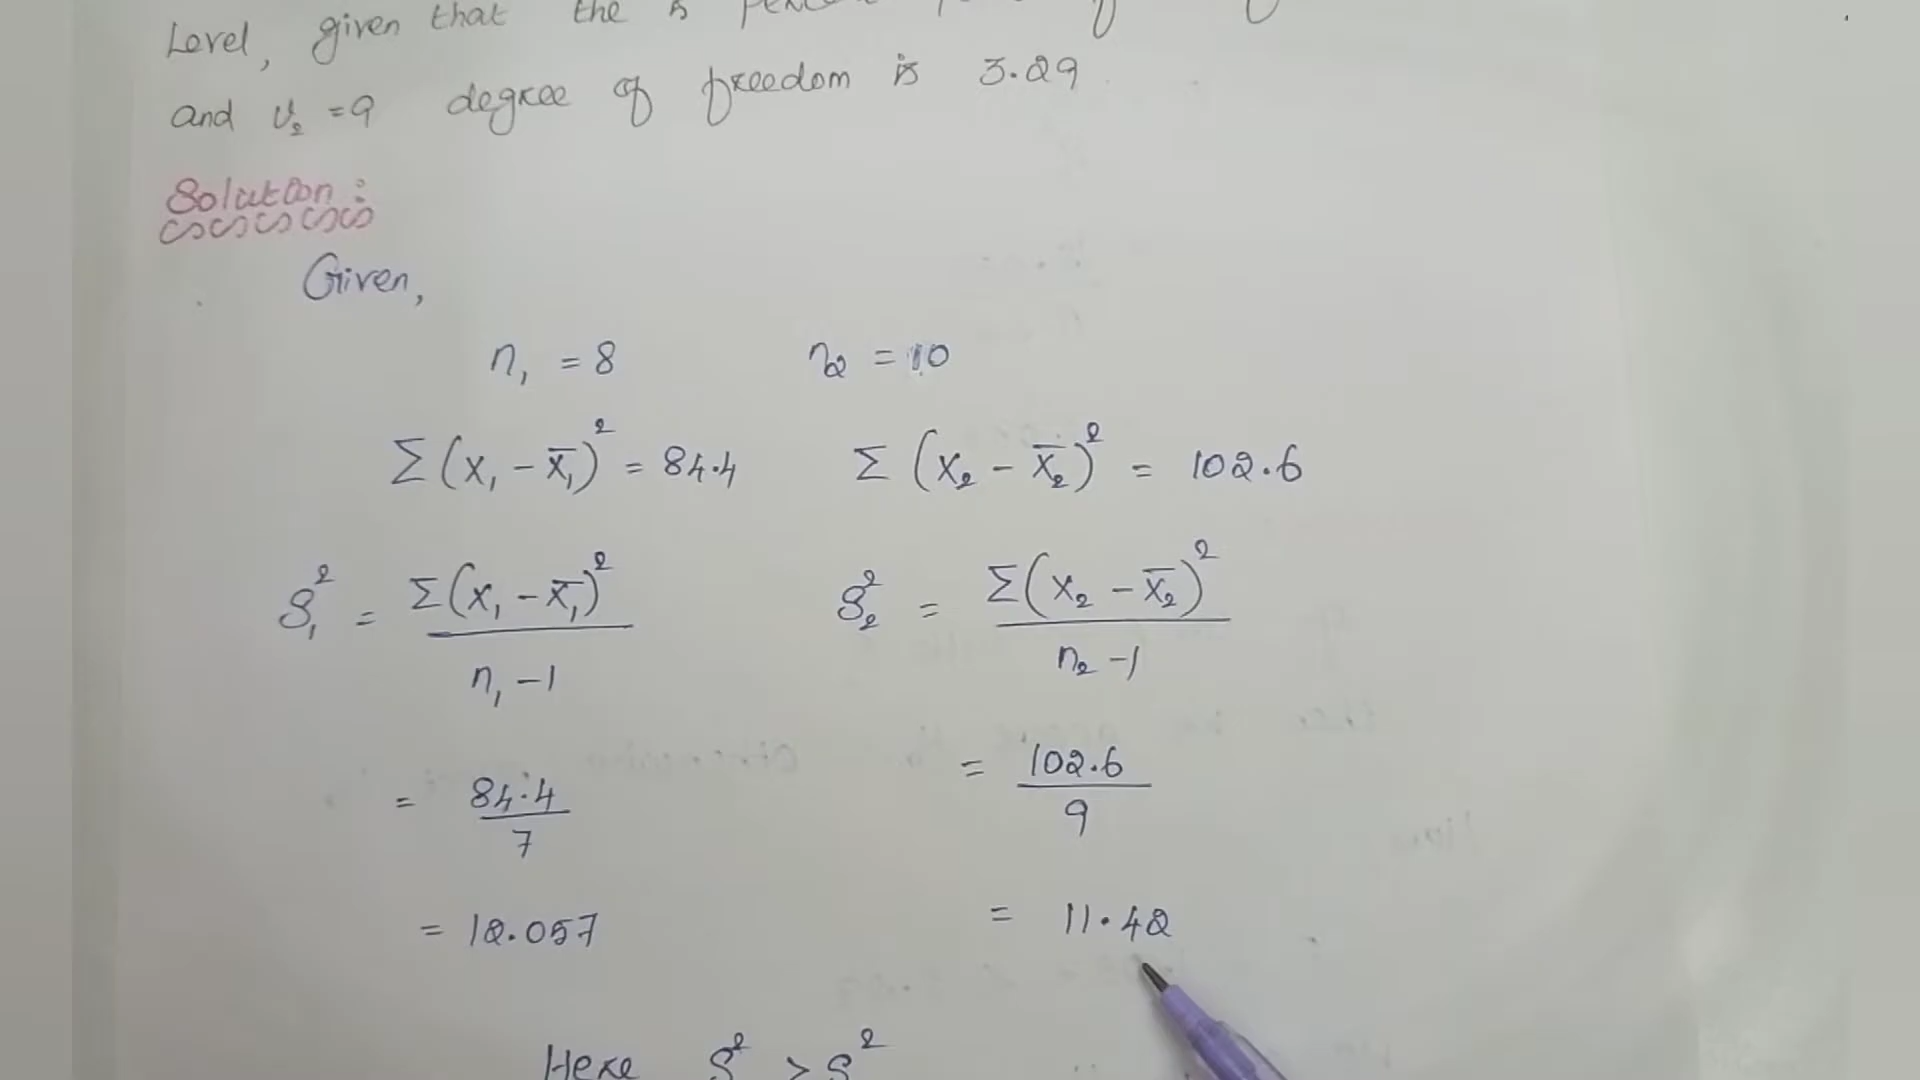 Level, given that the 5
and v₂ = 9 degree of freedom is 3.29
Solution:
Given,
n₁ = 8 n₂ = 10
Σ(x₁ - x̄₁)² = 84.4 Σ(x₂ - x̄₂)² = 102.6
S₁² = Σ(x₁ - x̄₁)² / n₁ - 1 S₂² = Σ(x₂ - x̄₂)² / n₂ - 1
= 84.4 / 7 = 102.6 / 9
= 12.057 = 11.42
Here S² > S²